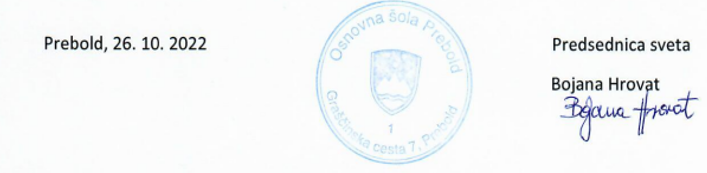 Prebold, 26. 10. 2022
Osnovna šola Prebold
1
Graščinska cesta 7, Prebold
Predsednica sveta
Bojana Hrovat
Bojana Hrovat